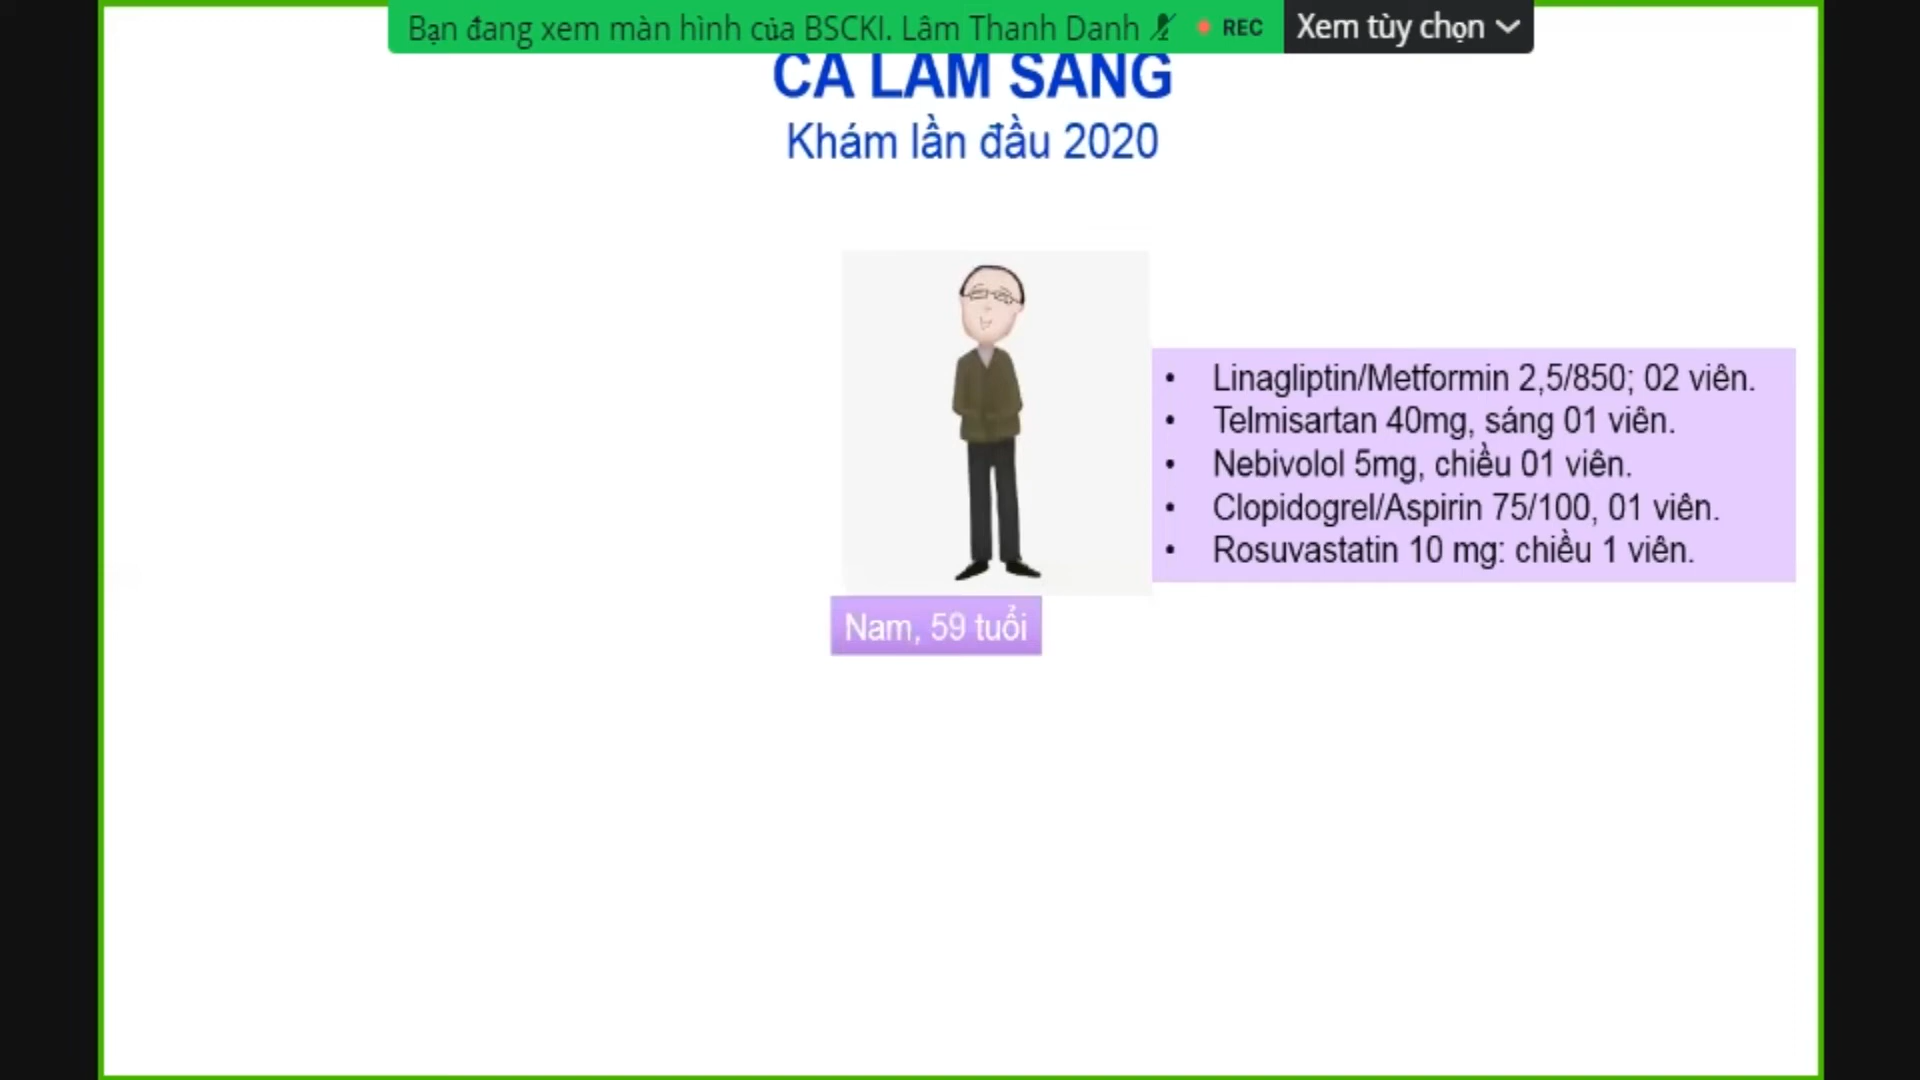 Bạn đang xem màn hình của BSCKI. Lâm Thanh Danh
REC
Xem tùy chọn
CA LÂM SÀNG
Khám lần đầu 2020
• Linagliptin/Metformin 2,5/850; 02 viên.
• Telmisartan 40mg, sáng 01 viên.
• Nebivolol 5mg, chiều 01 viên.
• Clopidogrel/Aspirin 75/100, 01 viên.
• Rosuvastatin 10 mg: chiều 1 viên.
Nam, 59 tuổi